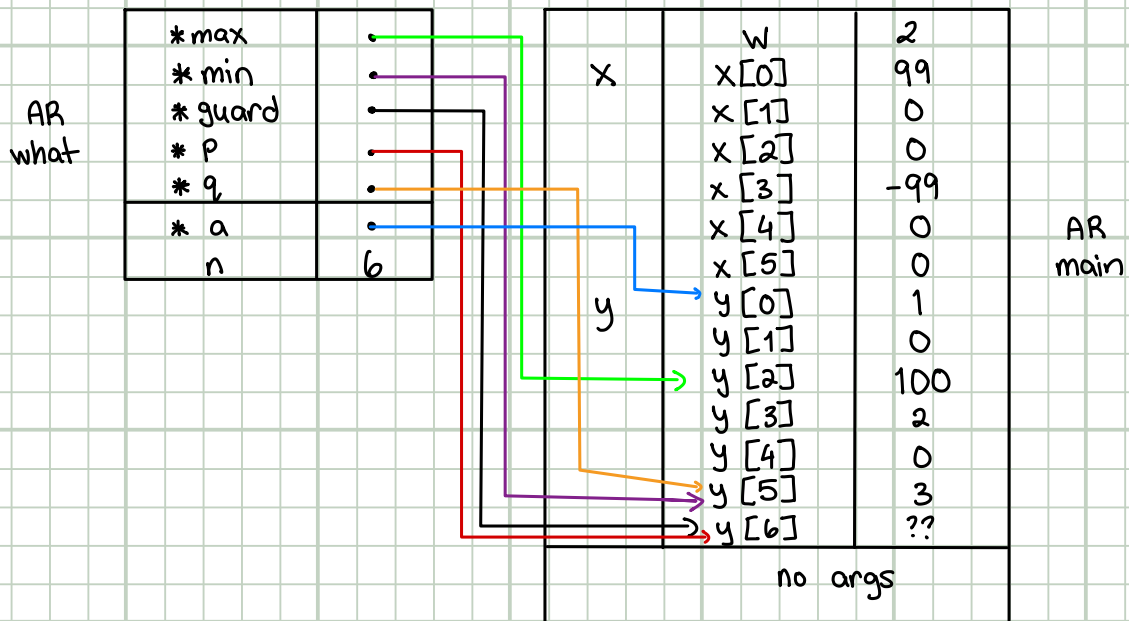 AR
what
* max
* min
* guard
* p
* q
* a
n 6
x
y
w 2
x[0] 99
x[1] 0
x[2] 0
x[3] -99
x[4] 0
x[5] 0
y[0] 1
y[1] 0
y[2] 100
y[3] 2
y[4] 0
y[5] 3
y[6] ??
no args
AR
main